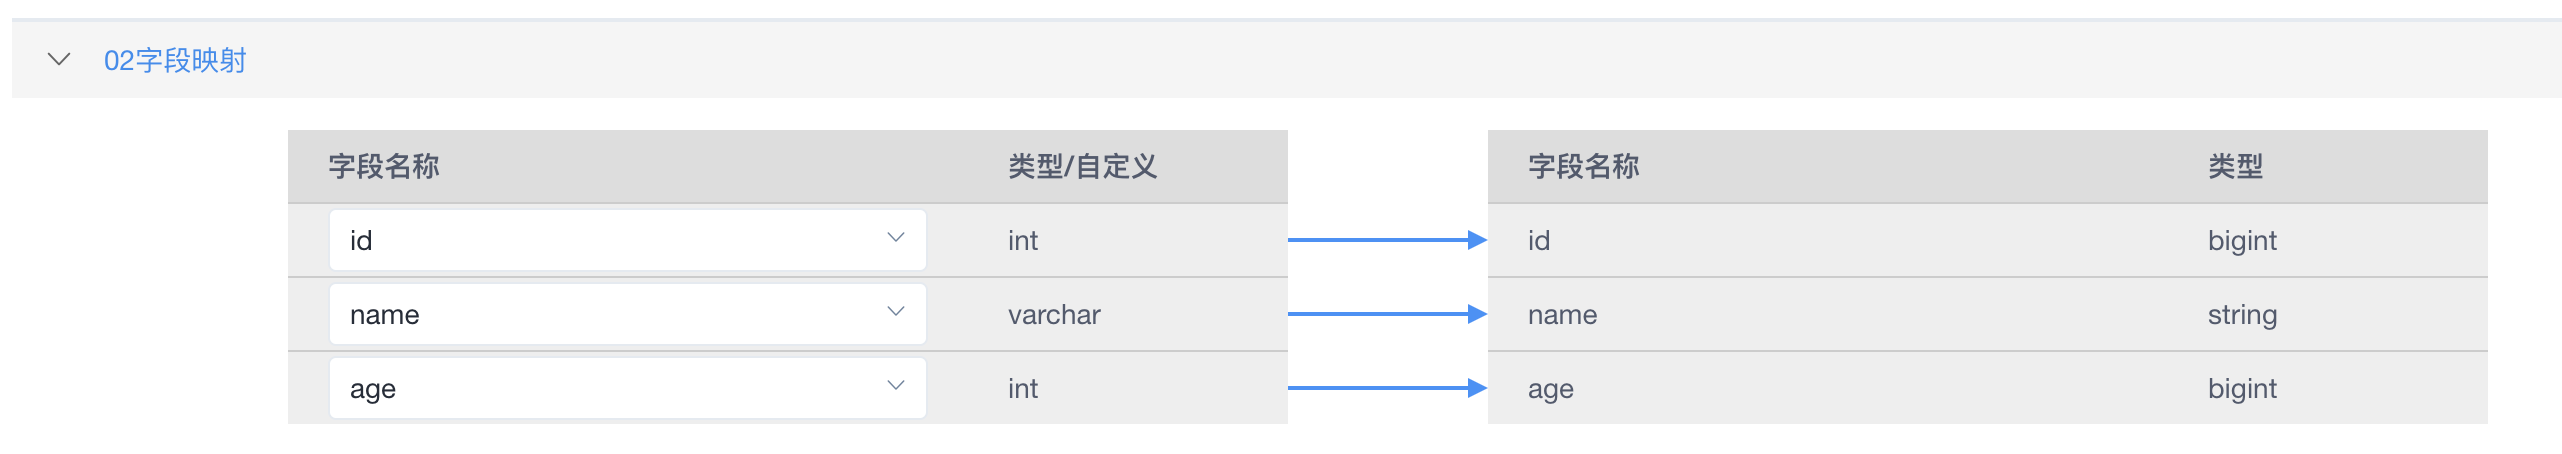 02字段映射
字段名称 类型/自定义 字段名称 类型
id int id bigint
name varchar name string
age int age bigint